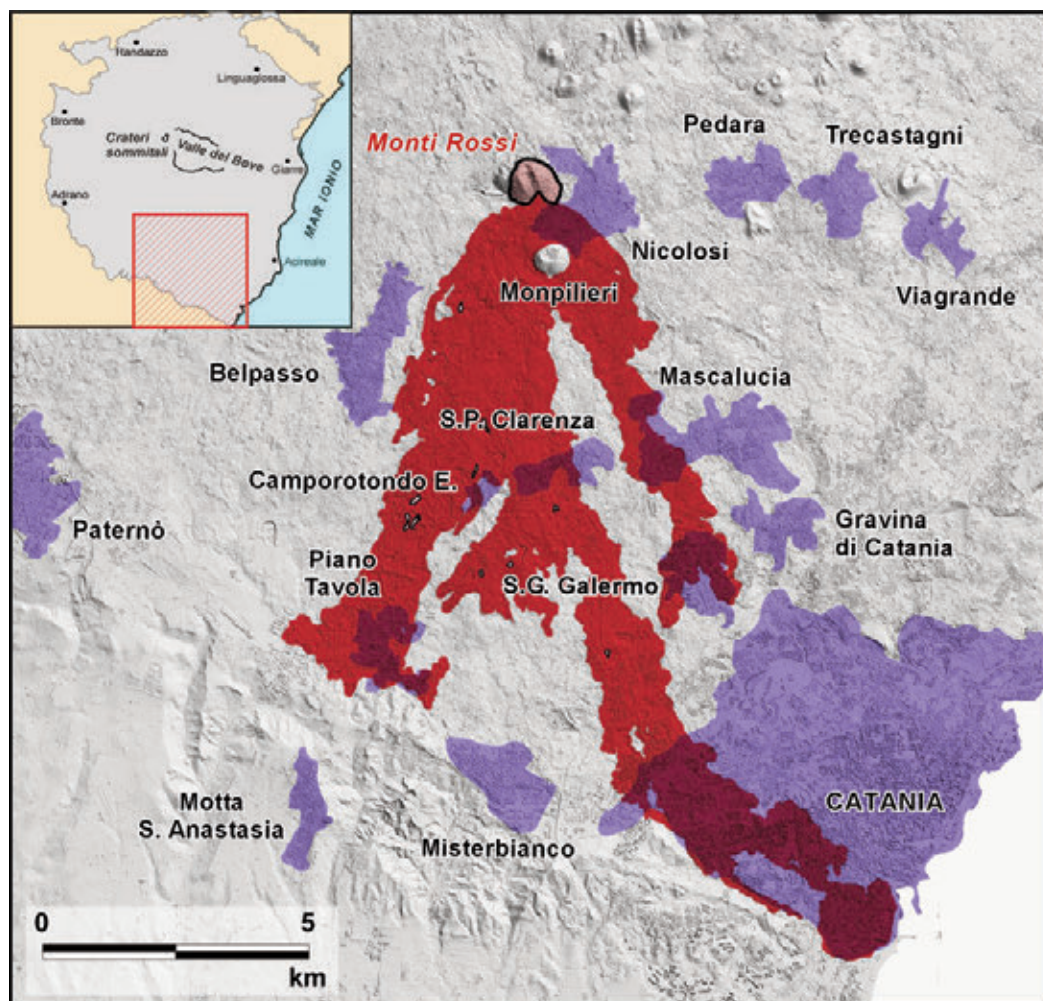 Randazzo
Linguaglossa
Bronte
Crateri
sommitali
Valle del Bove
Giarre
Adrano
MAR IONIO
Acireale
Monti Rossi
Pedara
Trecastagni
Nicolosi
Monpilieri
Viagrande
Belpasso
Mascalucia
S.P. Clarenza
Camporotondo E.
Paternò
Gravina
di Catania
Piano
Tavola
S.G. Galermo
CATANIA
Motta
S. Anastasia
Misterbianco
0
5
km